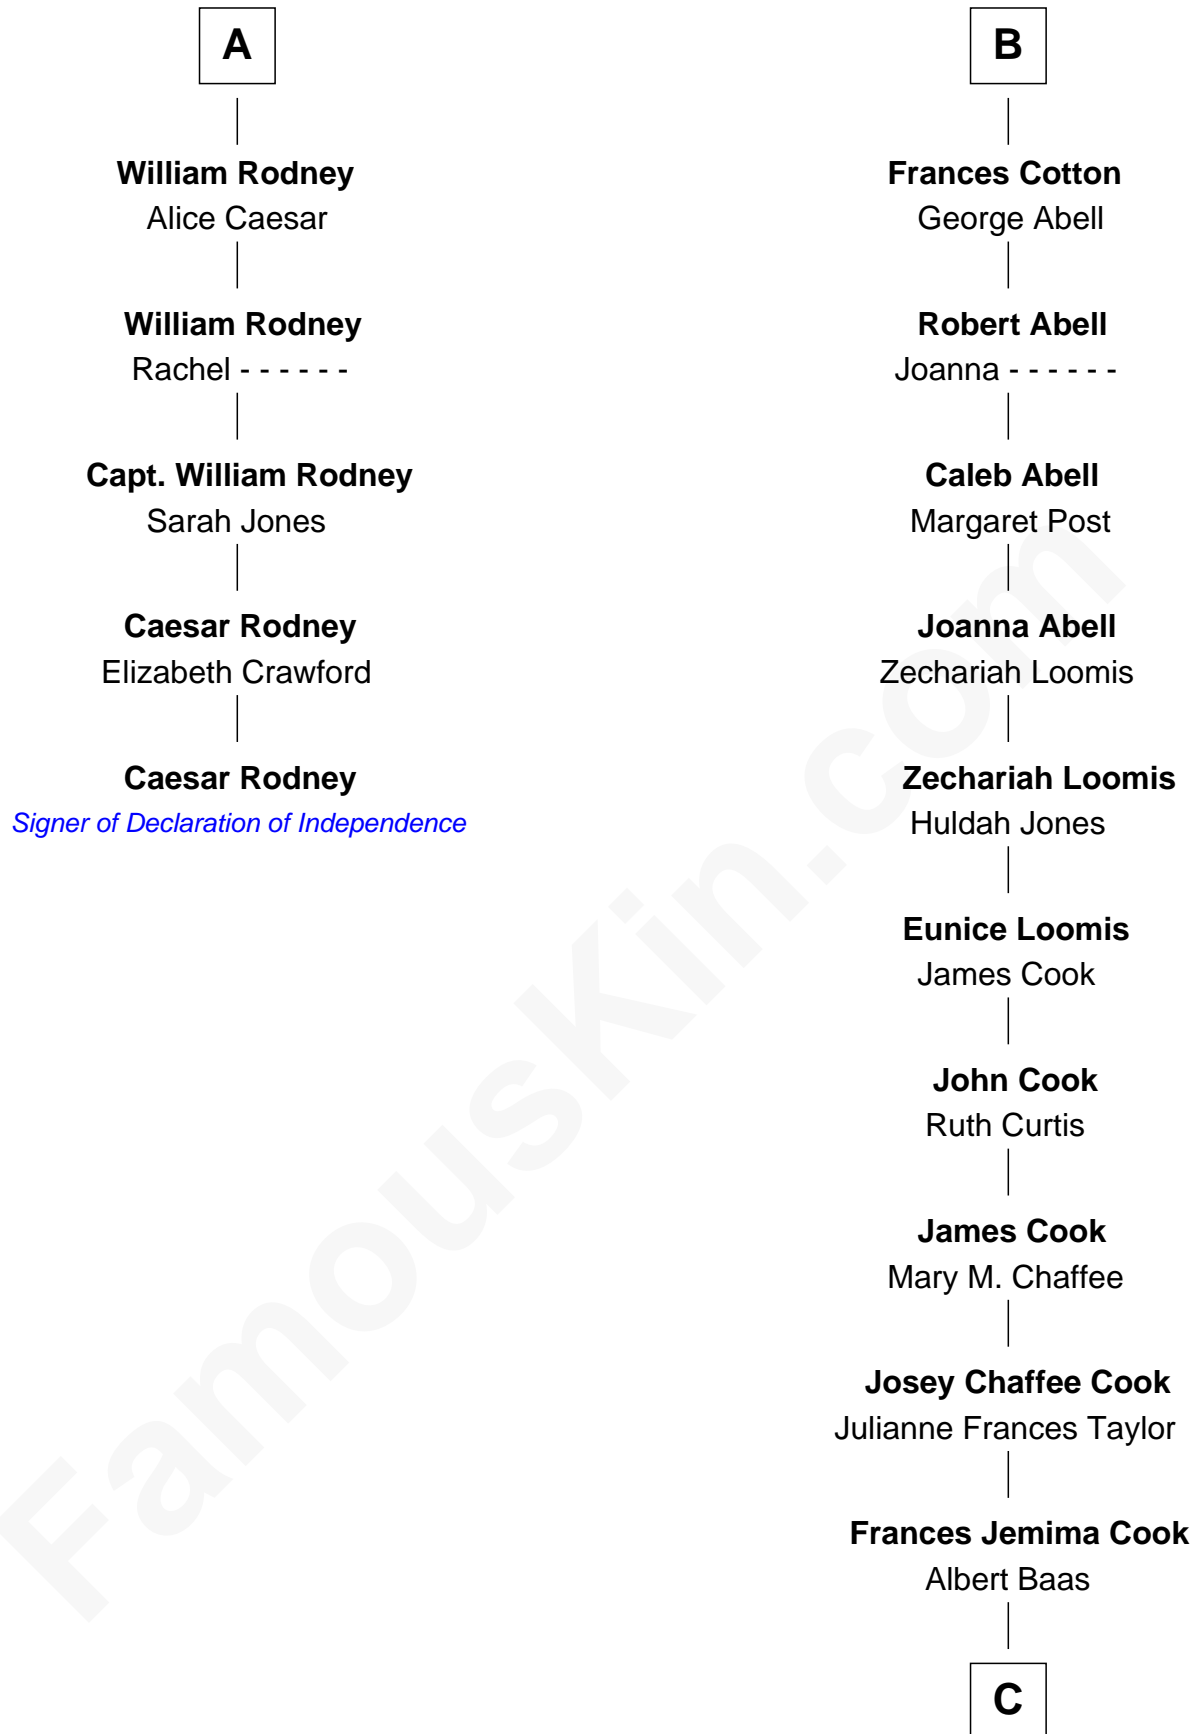 A
William Rodney
Alice Caesar
William Rodney
Rachel - - - - - -
Capt. William Rodney
Sarah Jones
Caesar Rodney
Elizabeth Crawford
Caesar Rodney
Signer of Declaration of Independence
B
Frances Cotton
George Abell
Robert Abell
Joanna - - - - - -
Caleb Abell
Margaret Post
Joanna Abell
Zechariah Loomis
Zechariah Loomis
Huldah Jones
Eunice Loomis
James Cook
John Cook
Ruth Curtis
James Cook
Mary M. Chaffee
Josey Chaffee Cook
Julianne Frances Taylor
Frances Jemima Cook
Albert Baas
C
FamousKin.com